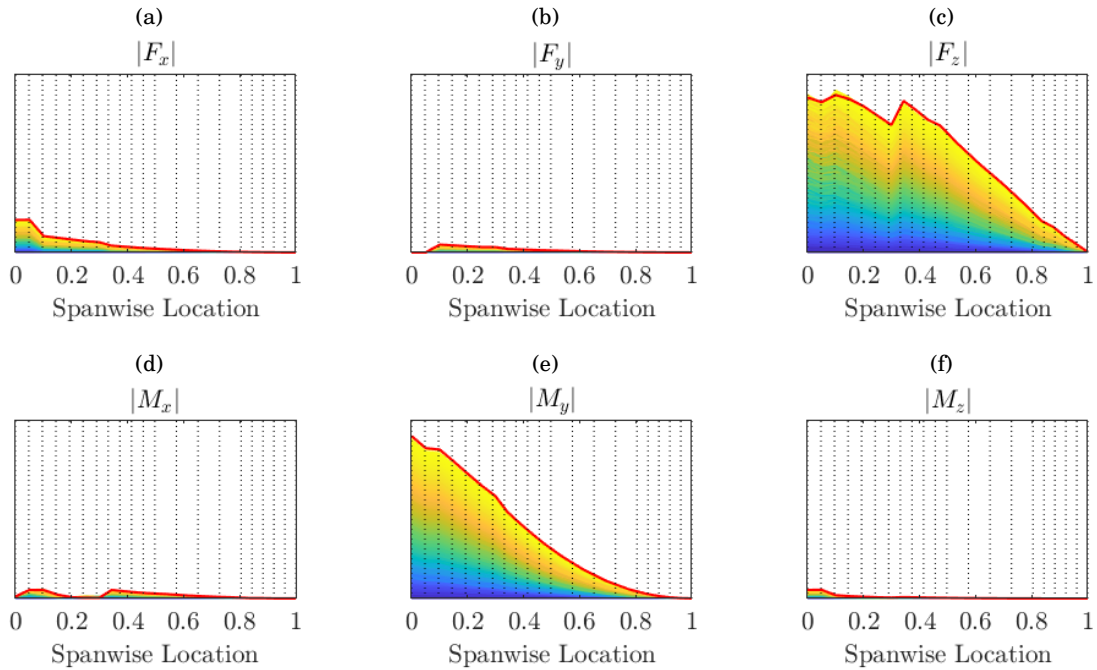 (a) (b) (c)
|F_x| |F_y| |F_z|
0 0.2 0.4 0.6 0.8 1 0 0.2 0.4 0.6 0.8 1 0 0.2 0.4 0.6 0.8 1
Spanwise Location Spanwise Location Spanwise Location
(d) (e) (f)
|M_x| |M_y| |M_z|
0 0.2 0.4 0.6 0.8 1 0 0.2 0.4 0.6 0.8 1 0 0.2 0.4 0.6 0.8 1
Spanwise Location Spanwise Location Spanwise Location